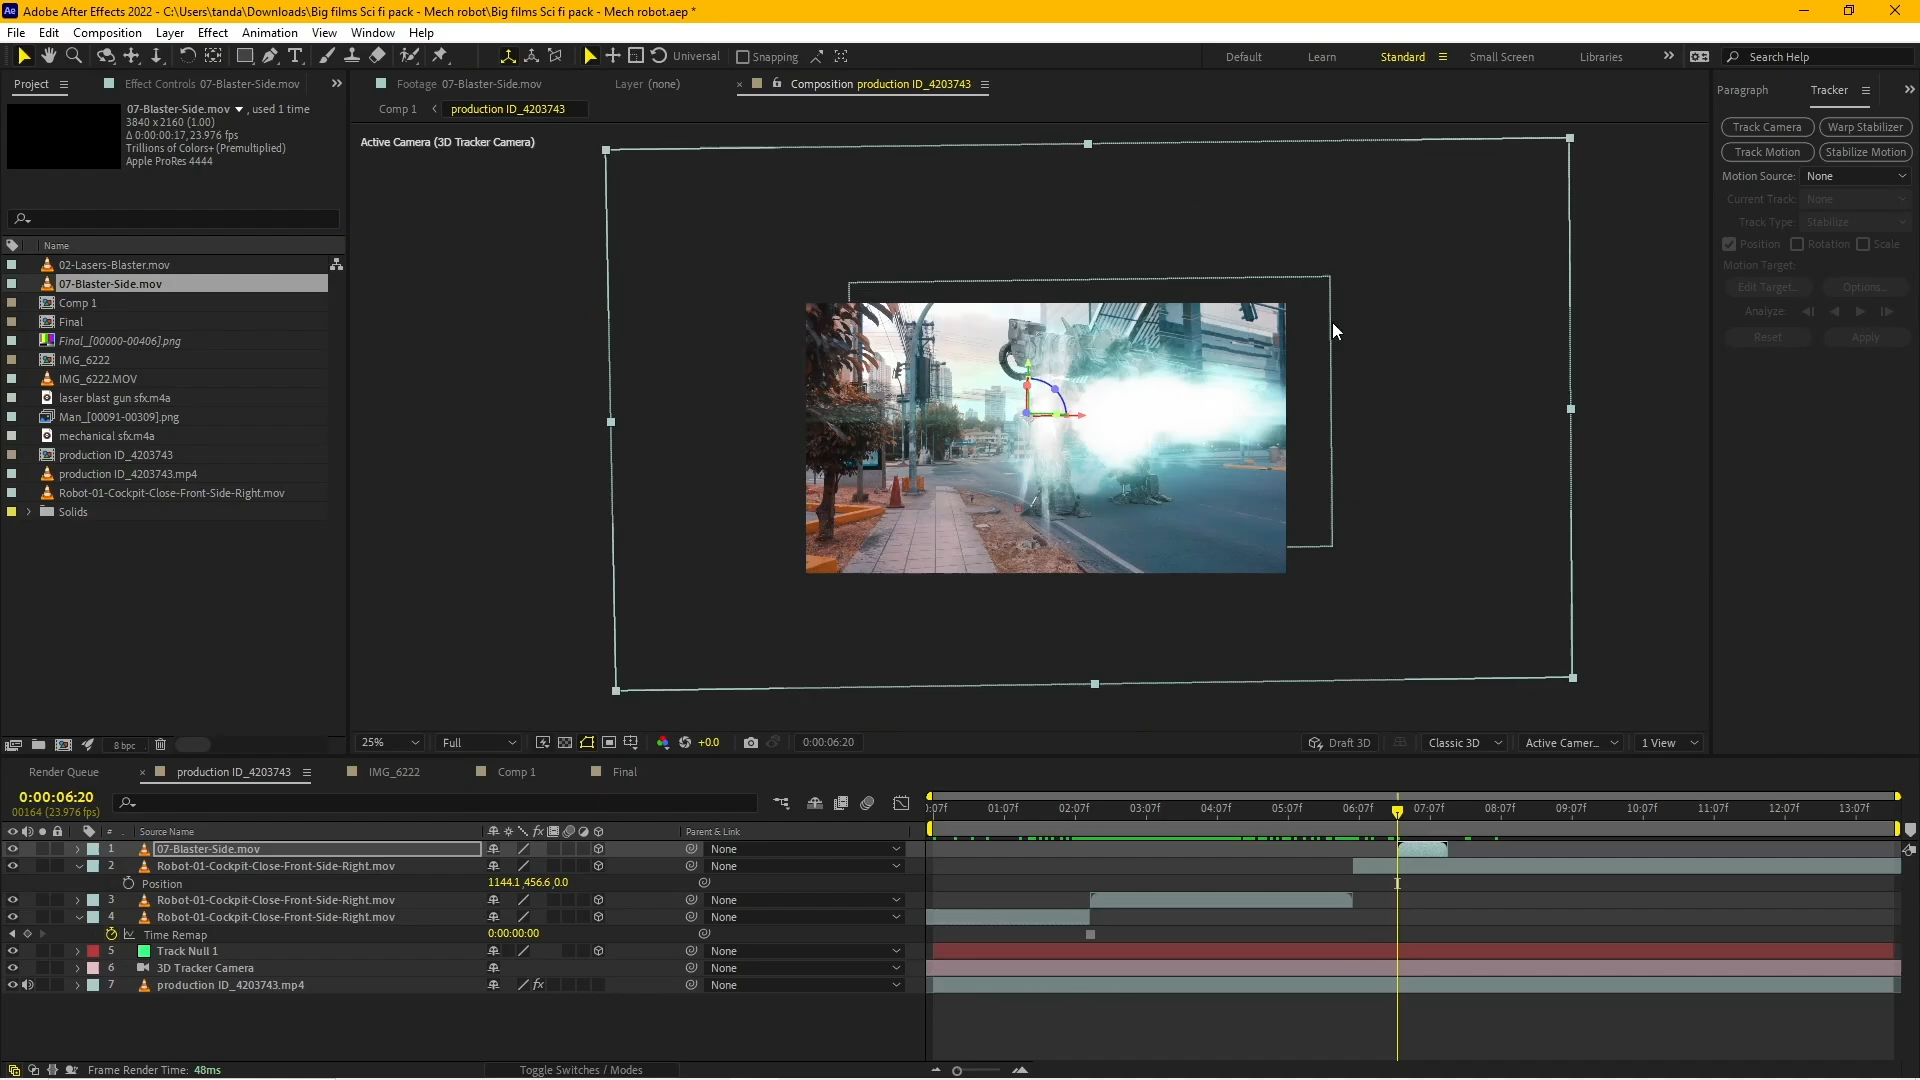 Adobe After Effects 2022 - C:\Users\tanda\Downloads\Big films Sci fi pack - Mech robot\Big films Sci fi pack - Mech robot.aep *
File Edit Composition Layer Effect Animation View Window Help
Universal Snapping Default Learn Standard Small Screen Libraries Search Help
Project Effect Controls 07-Blaster-Side.mov Footage 07-Blaster-Side.mov Layer (none) Composition production ID_4203743 Paragraph Tracker
07-Blaster-Side.mov , used 1 time
3840 x 2160 (1.00)
Δ 0:00:00:17, 23.976 fps
Trillions of Colors+ (Premultiplied)
Apple ProRes 4444
Comp 1 production ID_4203743
Active Camera (3D Tracker Camera)
Track Camera Warp Stabilizer
Track Motion Stabilize Motion
Motion Source: None
Current Track: None
Track Type: Stabilize
Position Rotation Scale
Motion Target:
Edit Target... Options...
Analyze:
Reset Apply
Name
02-Lasers-Blaster.mov
07-Blaster-Side.mov
Comp 1
Final
Final_[00000-00406].png
IMG_6222
IMG_6222.MOV
laser blast gun sfx.m4a
Man_[00091-00309].png
mechanical sfx.m4a
production ID_4203743
production ID_4203743.mp4
Robot-01-Cockpit-Close-Front-Side-Right.mov
Solids
8 bpc
25% Full +0.0 0:00:06:20 Draft 3D Classic 3D Active Camer... 1 View
Render Queue production ID_4203743 IMG_6222 Comp 1 Final
0:00:06:20
00164 (23.976 fps)
):07f 01:07f 02:07f 03:07f 04:07f 05:07f 06:07f 07:07f 08:07f 09:07f 10:07f 11:07f 12:07f 13:07f
# Source Name fx Parent & Link
1 07-Blaster-Side.mov None
2 Robot-01-Cockpit-Close-Front-Side-Right.mov None
Position 1144.1,456.6,0.0
3 Robot-01-Cockpit-Close-Front-Side-Right.mov None
4 Robot-01-Cockpit-Close-Front-Side-Right.mov None
Time Remap 0:00:00:00
5 Track Null 1 None
6 3D Tracker Camera None
7 production ID_4203743.mp4 fx None
Frame Render Time: 48ms Toggle Switches / Modes